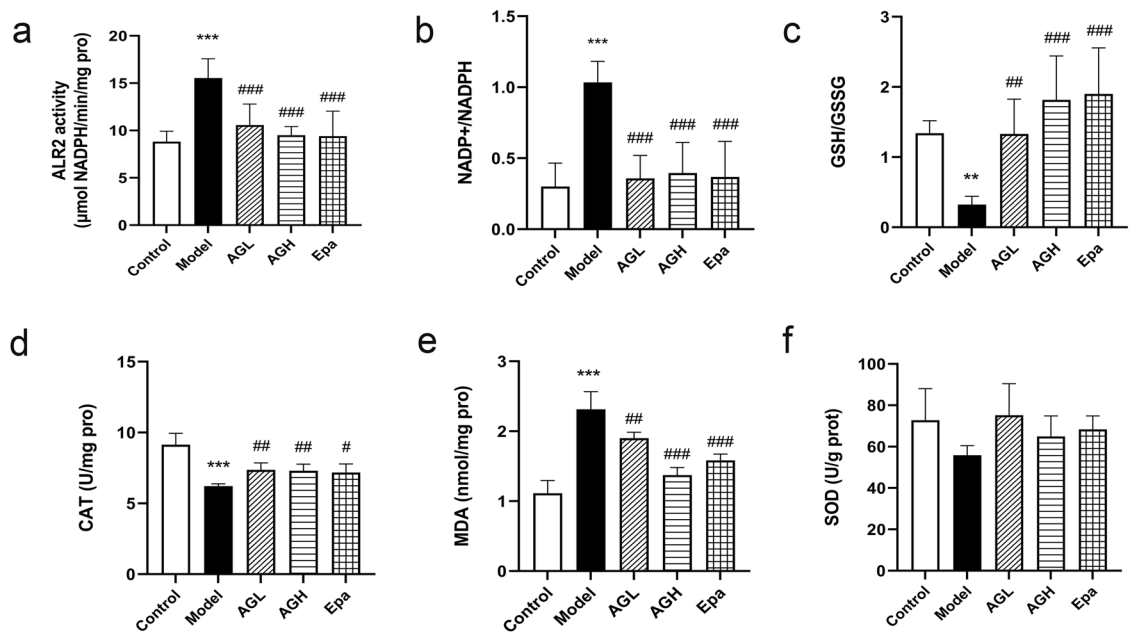 a
ALR2 activity
(μmol NADPH/min/mg pro)
20
15
10
5
0
***
###
###
###
Control
Model
AGL
AGH
Epa
b
NADP+/NADPH
1.5
1.0
0.5
0.0
***
###
###
###
Control
Model
AGL
AGH
Epa
c
GSH/GSSG
3
2
1
0
**
##
###
###
Control
Model
AGL
AGH
Epa
d
CAT (U/mg pro)
15
10
5
0
***
##
##
#
Control
Model
AGL
AGH
Epa
e
MDA (nmol/mg pro)
3
2
1
0
***
##
###
###
Control
Model
AGL
AGH
Epa
f
SOD (U/g prot)
100
80
60
40
20
0
Control
Model
AGL
AGH
Epa